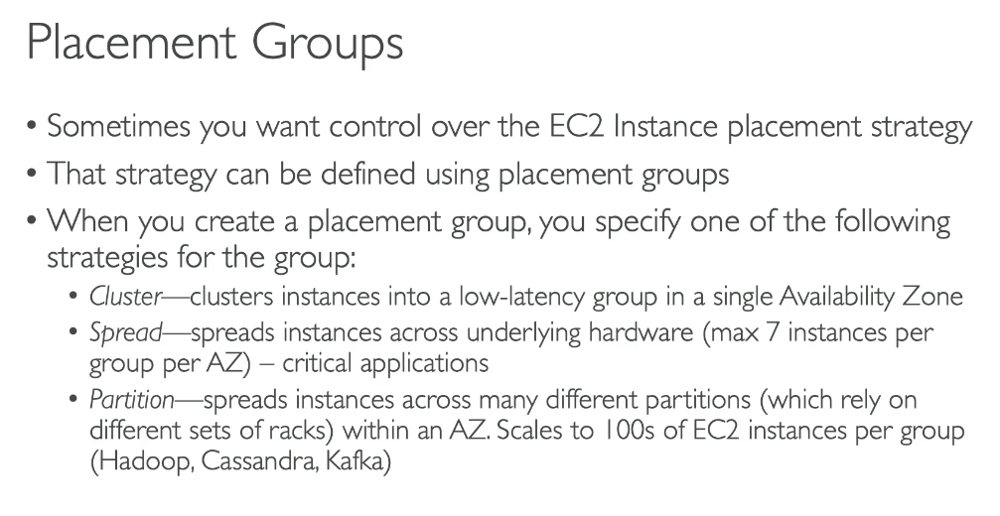 Placement Groups
• Sometimes you want control over the EC2 Instance placement strategy
• That strategy can be defined using placement groups
• When you create a placement group, you specify one of the following
strategies for the group:
• Cluster—clusters instances into a low-latency group in a single Availability Zone
• Spread—spreads instances across underlying hardware (max 7 instances per
group per AZ) – critical applications
• Partition—spreads instances across many different partitions (which rely on
different sets of racks) within an AZ. Scales to 100s of EC2 instances per group
(Hadoop, Cassandra, Kafka)